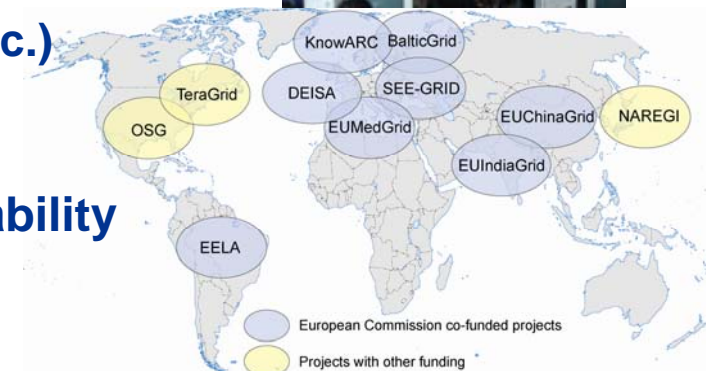 c.)
KnowARC BalticGrid
TeraGrid DEISA SEE-GRID
OSG EUMedGrid EUChinaGrid NAREGI
EUIndiaGrid
ability
EELA
European Commission co-funded projects
Projects with other funding